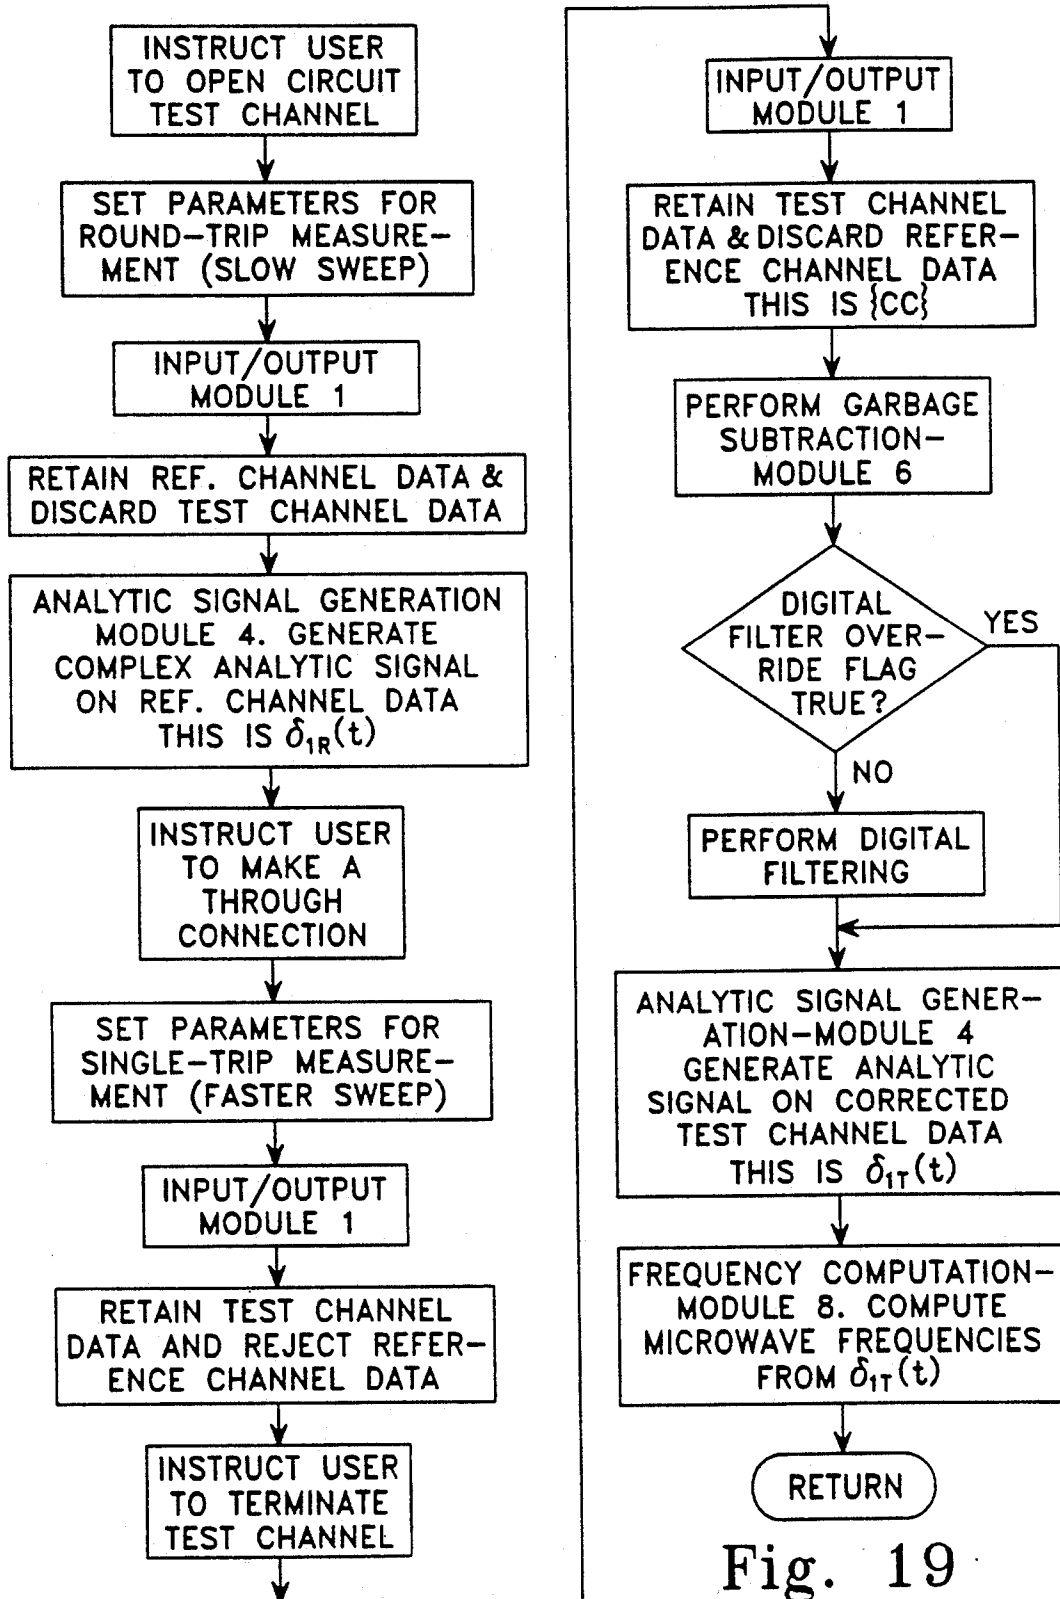 INSTRUCT USER
TO OPEN CIRCUIT
TEST CHANNEL
SET PARAMETERS FOR
ROUND-TRIP MEASURE-
MENT (SLOW SWEEP)
INPUT/OUTPUT
MODULE 1
RETAIN REF. CHANNEL DATA &
DISCARD TEST CHANNEL DATA
ANALYTIC SIGNAL GENERATION
MODULE 4. GENERATE
COMPLEX ANALYTIC SIGNAL
ON REF. CHANNEL DATA
THIS IS δ₁R(t)
INSTRUCT USER
TO MAKE A
THROUGH
CONNECTION
SET PARAMETERS FOR
SINGLE-TRIP MEASURE-
MENT (FASTER SWEEP)
INPUT/OUTPUT
MODULE 1
RETAIN TEST CHANNEL
DATA AND REJECT REFER-
ENCE CHANNEL DATA
INSTRUCT USER
TO TERMINATE
TEST CHANNEL
INPUT/OUTPUT
MODULE 1
RETAIN TEST CHANNEL
DATA & DISCARD REFER-
ENCE CHANNEL DATA
THIS IS {CC}
PERFORM GARBAGE
SUBTRACTION-
MODULE 6
DIGITAL
FILTER OVER-
RIDE FLAG
TRUE?
YES
NO
PERFORM DIGITAL
FILTERING
ANALYTIC SIGNAL GENER-
ATION-MODULE 4
GENERATE ANALYTIC
SIGNAL ON CORRECTED
TEST CHANNEL DATA
THIS IS δ₁T(t)
FREQUENCY COMPUTATION-
MODULE 8. COMPUTE
MICROWAVE FREQUENCIES
FROM δ₁T(t)
RETURN
Fig. 19